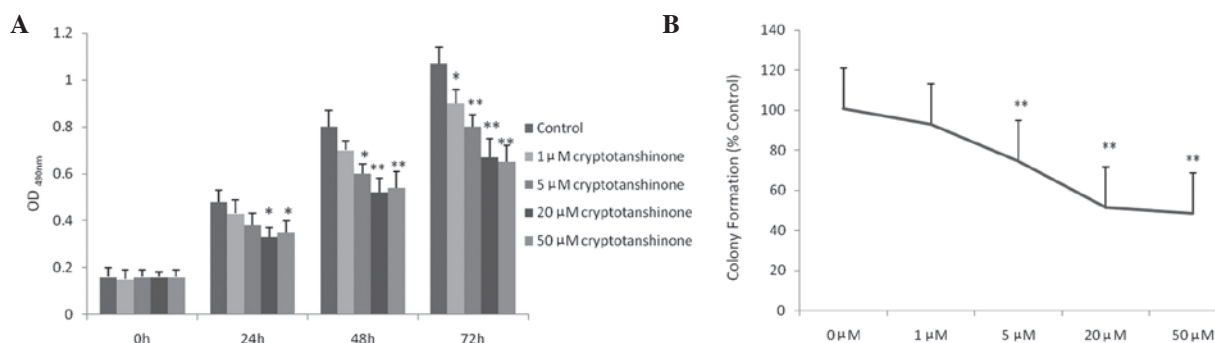 A
1.2
1
0.8
0.6
0.4
0.2
0
OD 490nm
0h
24h
48h
72h
*
*
*
**
**
*
**
**
**
Control
1 μM cryptotanshinone
5 μM cryptotanshinone
20 μM cryptotanshinone
50 μM cryptotanshinone
B
140
120
100
80
60
40
20
0
Colony Formation (% Control)
**
**
**
0 μM
1 μM
5 μM
20 μM
50 μM